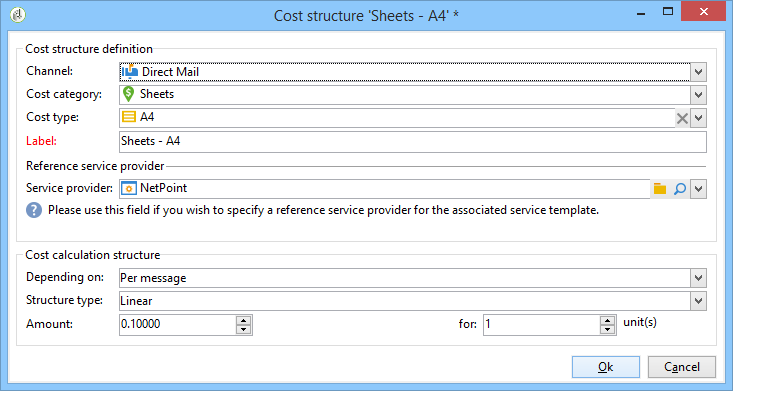 Cost structure 'Sheets - A4' *
Cost structure definition
Channel: Direct Mail
Cost category: Sheets
Cost type: A4
Label: Sheets - A4
Reference service provider
Service provider: NetPoint
Please use this field if you wish to specify a reference service provider for the associated service template.
Cost calculation structure
Depending on: Per message
Structure type: Linear
Amount: 0.10000 for: 1 unit(s)
Ok Cancel